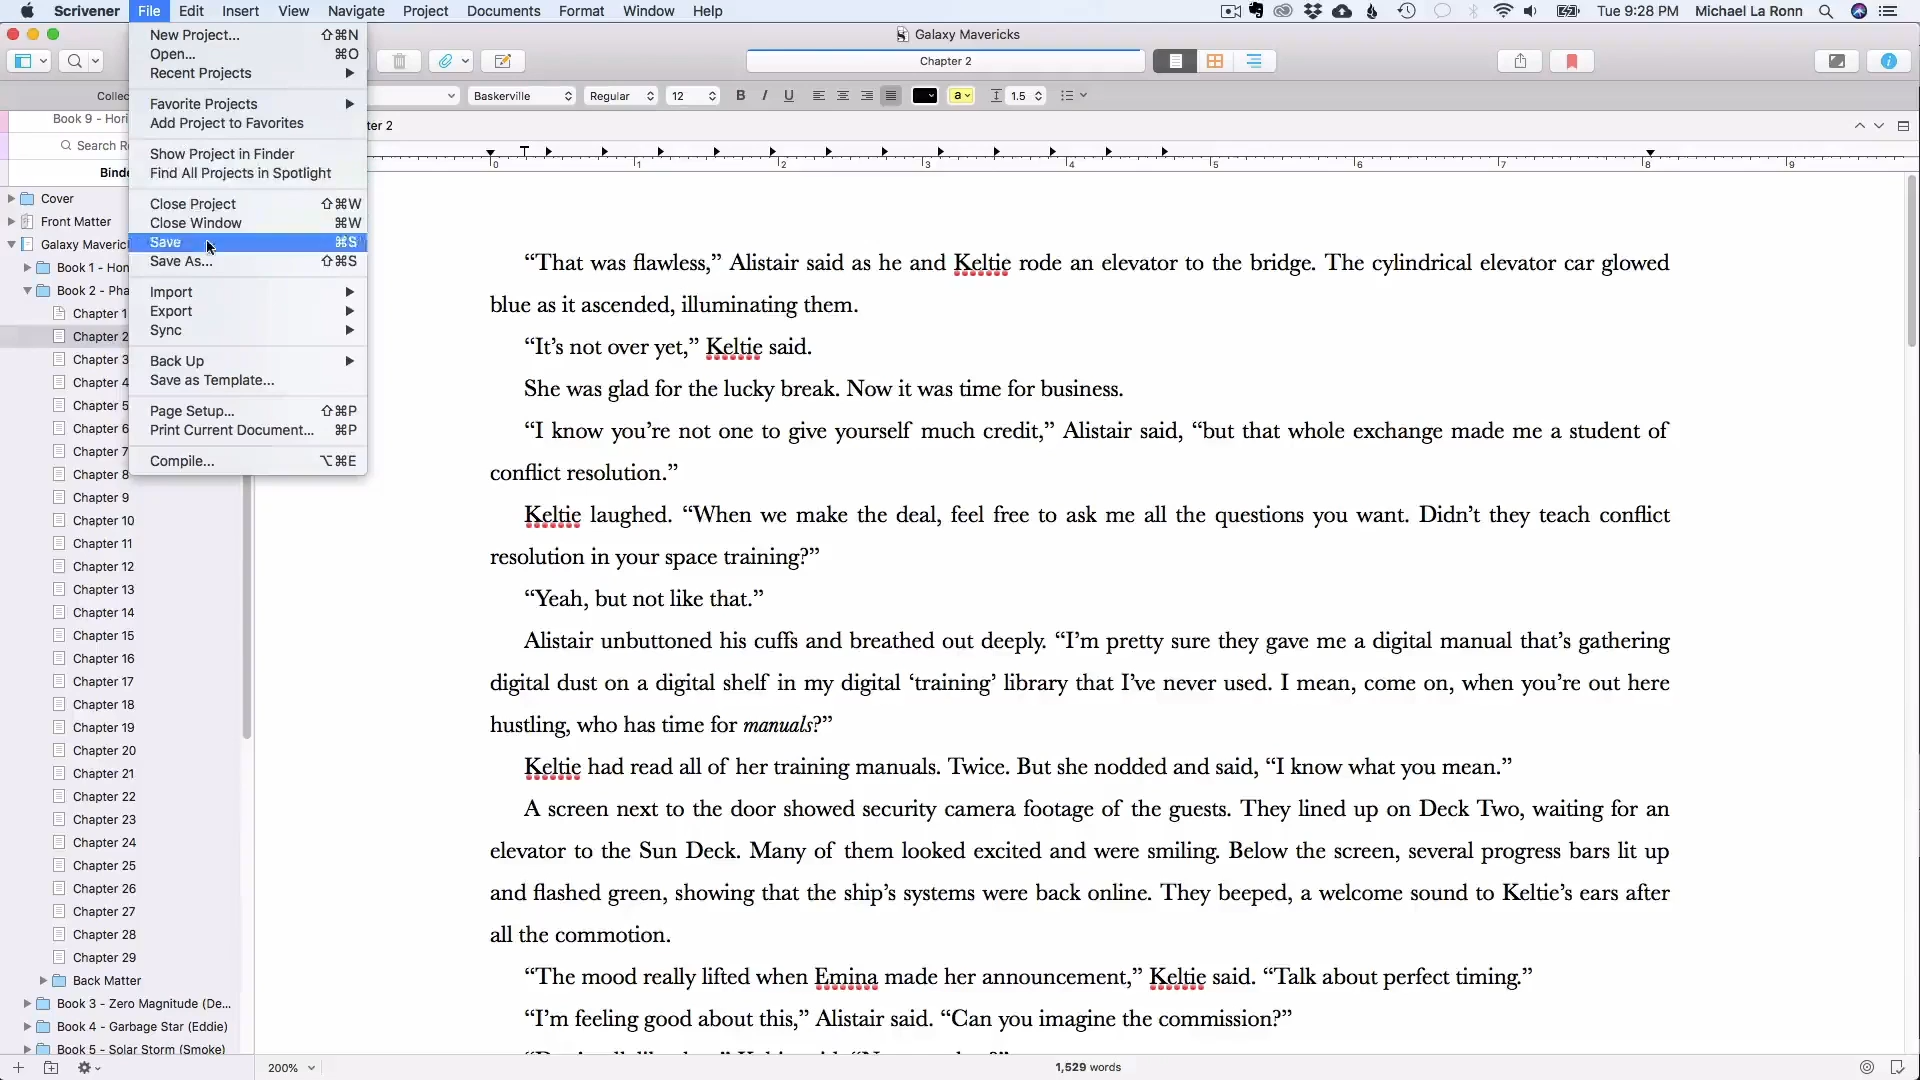 Scrivener File Edit Insert View Navigate Project Documents Format Window Help Tue 9:28 PM Michael La Ronn
Galaxy Mavericks
Chapter 2
Collec
Baskerville Regular 12 B I U a 1.5
Book 9 - Hori
ter 2
Search Re
Binde
0 1 2 3 4 5 6 7 8 9
New Project... ⇧⌘N
Open... ⌘O
Recent Projects
Favorite Projects
Add Project to Favorites
Show Project in Finder
Find All Projects in Spotlight
Close Project ⇧⌘W
Close Window ⌘W
Save ⌘S
Save As... ⇧⌘S
Import
Export
Sync
Back Up
Save as Template...
Page Setup... ⇧⌘P
Print Current Document... ⌘P
Compile... ⌥⌘E
Cover
Front Matter
Galaxy Maveric
Book 1 - Hon
Book 2 - Pha
Chapter 1
Chapter 2
Chapter 3
Chapter 4
Chapter 5
Chapter 6
Chapter 7
Chapter 8
Chapter 9
Chapter 10
Chapter 11
Chapter 12
Chapter 13
Chapter 14
Chapter 15
Chapter 16
Chapter 17
Chapter 18
Chapter 19
Chapter 20
Chapter 21
Chapter 22
Chapter 23
Chapter 24
Chapter 25
Chapter 26
Chapter 27
Chapter 28
Chapter 29
Back Matter
Book 3 - Zero Magnitude (De...
Book 4 - Garbage Star (Eddie)
Book 5 - Solar Storm (Smoke)
“That was flawless,” Alistair said as he and Keltie rode an elevator to the bridge. The cylindrical elevator car glowed
blue as it ascended, illuminating them.
“It’s not over yet,” Keltie said.
She was glad for the lucky break. Now it was time for business.
“I know you’re not one to give yourself much credit,” Alistair said, “but that whole exchange made me a student of
conflict resolution.”
Keltie laughed. “When we make the deal, feel free to ask me all the questions you want. Didn’t they teach conflict
resolution in your space training?”
“Yeah, but not like that.”
Alistair unbuttoned his cuffs and breathed out deeply. “I’m pretty sure they gave me a digital manual that’s gathering
digital dust on a digital shelf in my digital ‘training’ library that I’ve never used. I mean, come on, when you’re out here
hustling, who has time for manuals?”
Keltie had read all of her training manuals. Twice. But she nodded and said, “I know what you mean.”
A screen next to the door showed security camera footage of the guests. They lined up on Deck Two, waiting for an
elevator to the Sun Deck. Many of them looked excited and were smiling. Below the screen, several progress bars lit up
and flashed green, showing that the ship’s systems were back online. They beeped, a welcome sound to Keltie’s ears after
all the commotion.
“The mood really lifted when Emina made her announcement,” Keltie said. “Talk about perfect timing.”
“I’m feeling good about this,” Alistair said. “Can you imagine the commission?”
200% 1,529 words